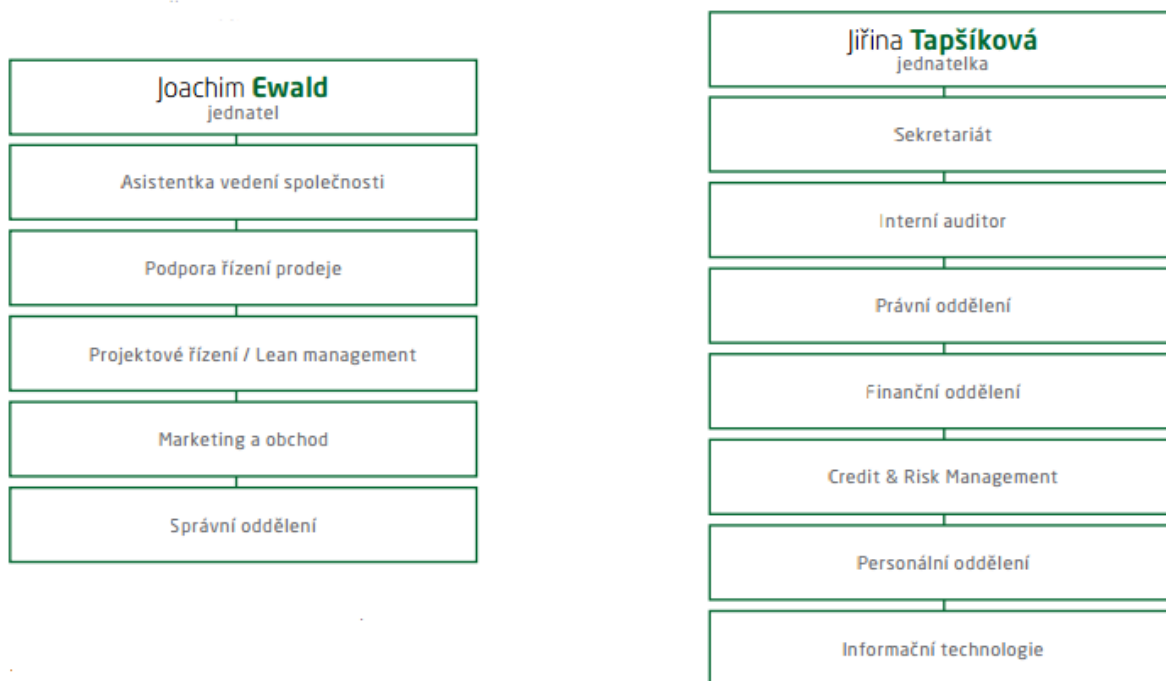 Joachim Ewald
jednatel
Asistentka vedení společnosti
Podpora řízení prodeje
Projektové řízení / Lean management
Marketing a obchod
Správní oddělení
Jiřina Tapšíková
jednatelka
Sekretariát
Interní auditor
Právní oddělení
Finanční oddělení
Credit & Risk Management
Personální oddělení
Informační technologie